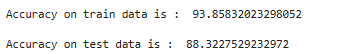 Accuracy on train data is :  93.85832023298052
Accuracy on test data is :  88.3227529232972